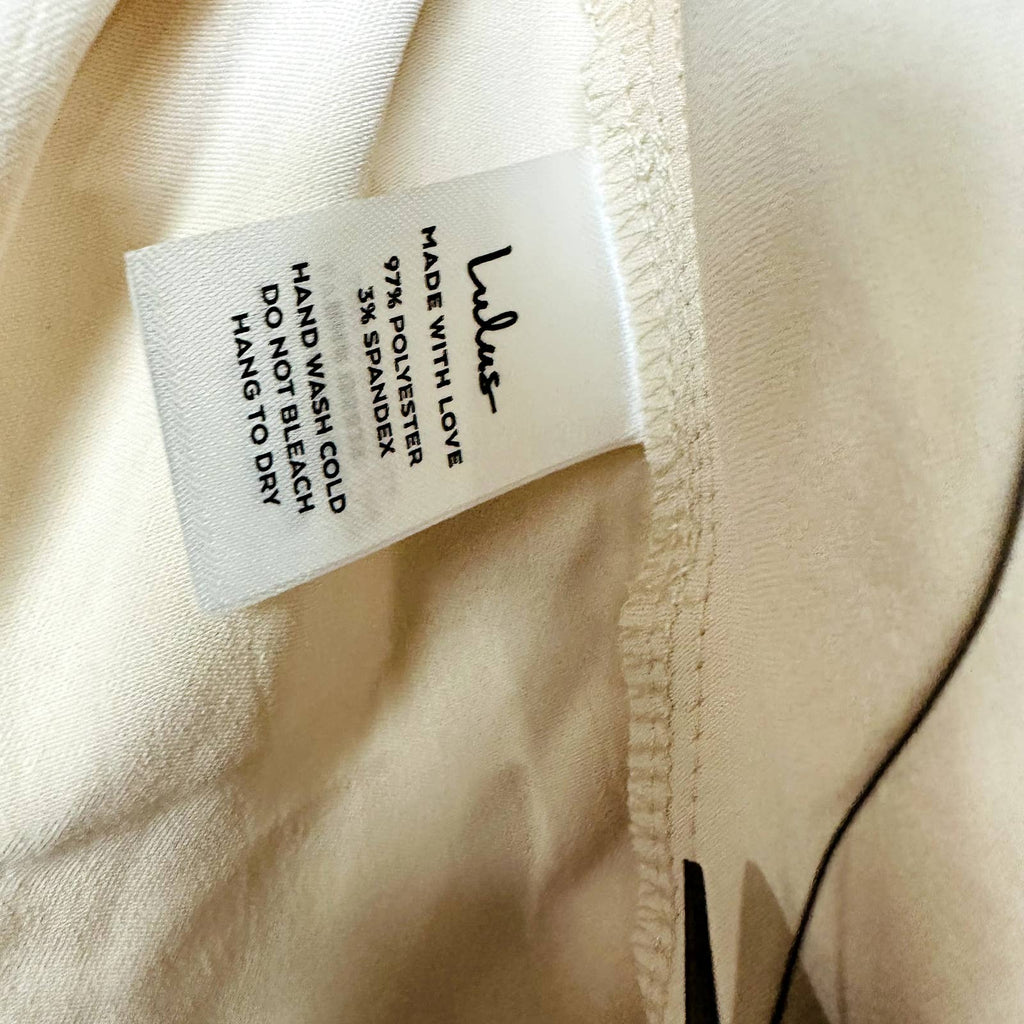 Lulus
MADE WITH LOVE
97% POLYESTER
3% SPANDEX
HAND WASH COLD
DO NOT BLEACH
HANG TO DRY